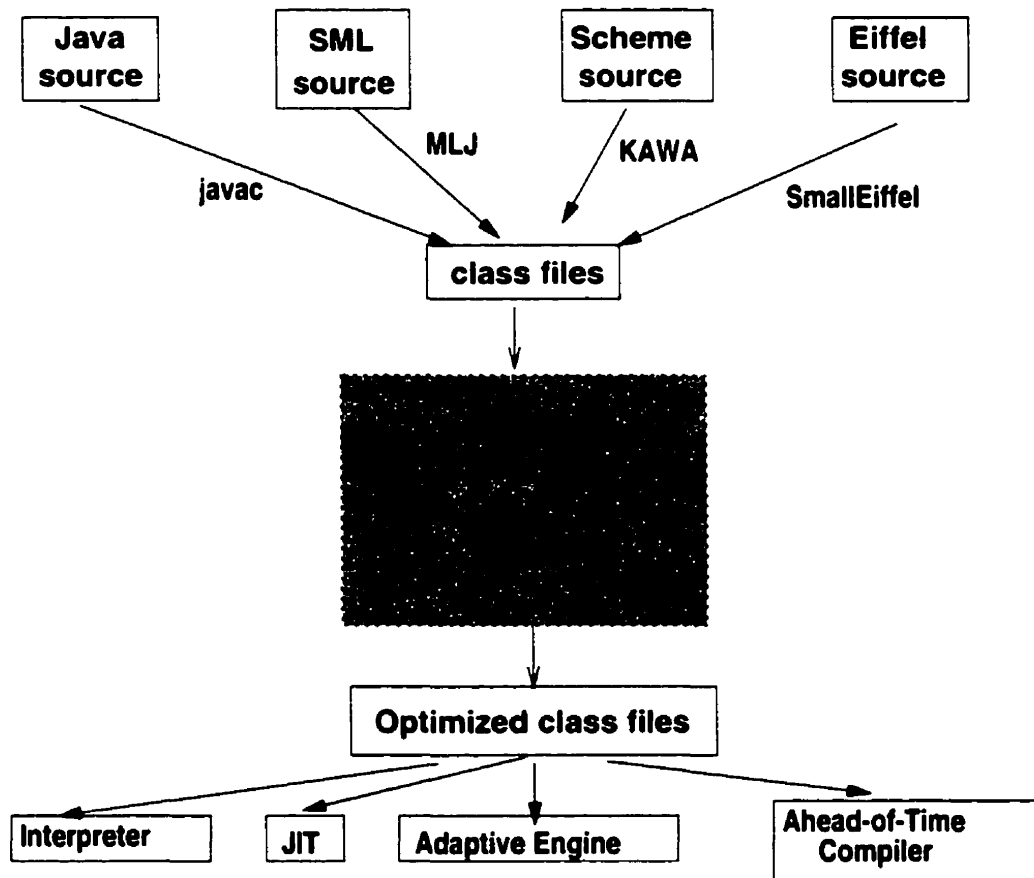 Java
source
SML
source
Scheme
source
Eiffel
source
javac
MLJ
KAWA
SmallEiffel
class files
Optimized class files
Interpreter
JIT
Adaptive Engine
Ahead-of-Time
Compiler